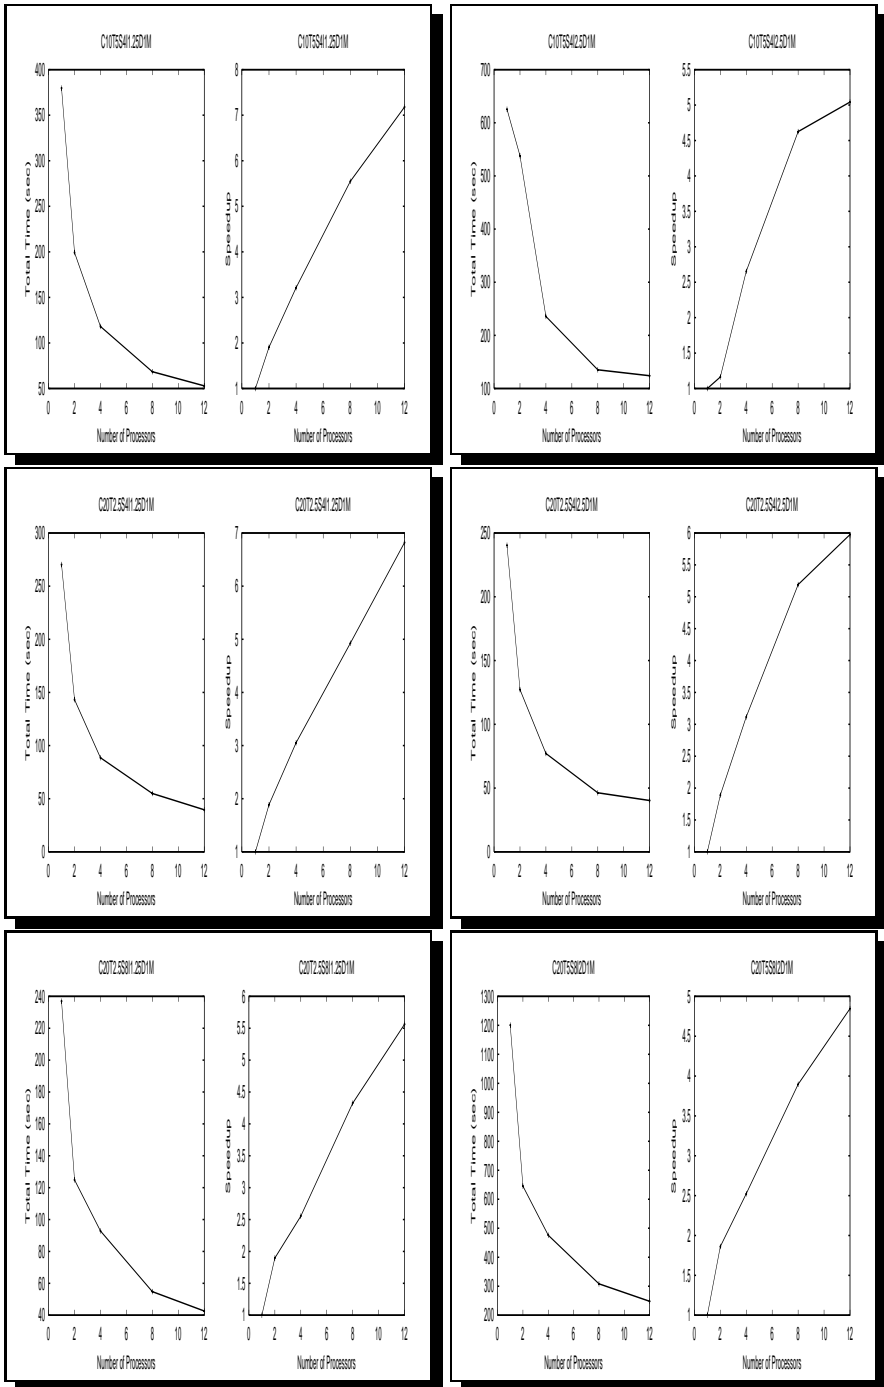 C10T5S4I1.25D1M
C10T5S4I1.25D1M
Total Time (sec)
400
350
300
250
200
150
100
50
0 2 4 6 8 10 12
Number of Processors
Speedup
8
7
6
5
4
3
2
1
0 2 4 6 8 10 12
Number of Processors
C10T5S4I2.5D1M
C10T5S4I2.5D1M
Total Time (sec)
700
600
500
400
300
200
100
0 2 4 6 8 10 12
Number of Processors
Speedup
5.5
5
4.5
4
3.5
3
2.5
2
1.5
1
0 2 4 6 8 10 12
Number of Processors
C20T2.5S4I1.25D1M
C20T2.5S4I1.25D1M
Total Time (sec)
300
250
200
150
100
50
0
0 2 4 6 8 10 12
Number of Processors
Speedup
7
6
5
4
3
2
1
0 2 4 6 8 10 12
Number of Processors
C20T2.5S4I2.5D1M
C20T2.5S4I2.5D1M
Total Time (sec)
250
200
150
100
50
0
0 2 4 6 8 10 12
Number of Processors
Speedup
6
5.5
5
4.5
4
3.5
3
2.5
2
1.5
1
0 2 4 6 8 10 12
Number of Processors
C20T2.5S8I1.25D1M
C20T2.5S8I1.25D1M
Total Time (sec)
240
220
200
180
160
140
120
100
80
60
40
0 2 4 6 8 10 12
Number of Processors
Speedup
6
5.5
5
4.5
4
3.5
3
2.5
2
1.5
1
0 2 4 6 8 10 12
Number of Processors
C20T5S8I2D1M
C20T5S8I2D1M
Total Time (sec)
1300
1200
1100
1000
900
800
700
600
500
400
300
200
0 2 4 6 8 10 12
Number of Processors
Speedup
5
4.5
4
3.5
3
2.5
2
1.5
1
0 2 4 6 8 10 12
Number of Processors